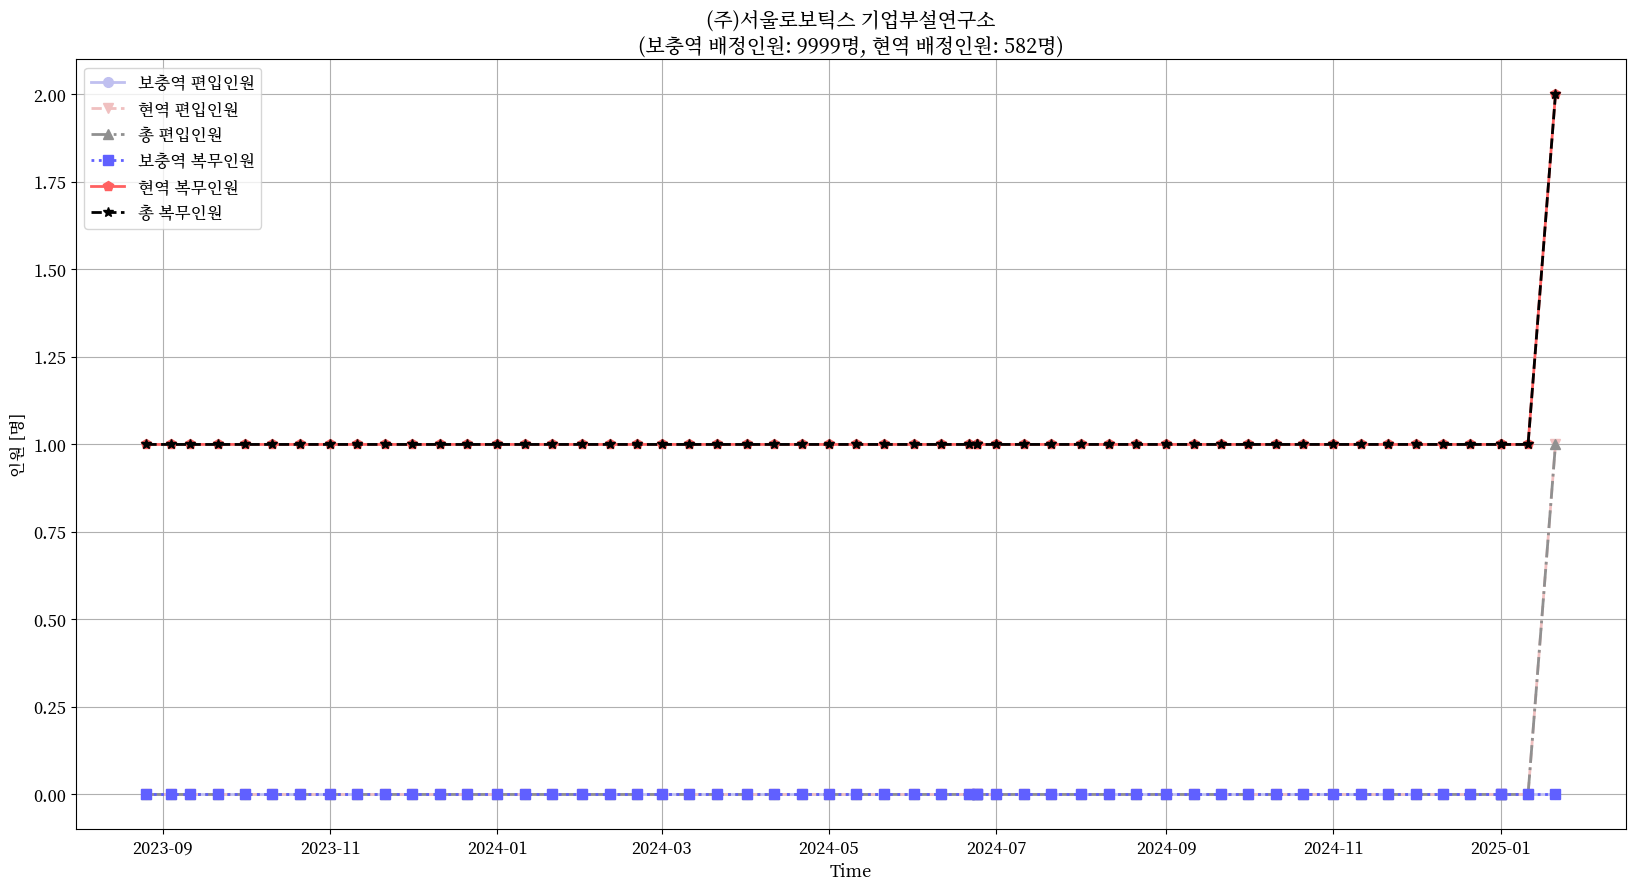 (주)서울로보틱스 기업부설연구소
(보충역 배정인원: 9999명, 현역 배정인원: 582명)
보충역 편입인원
현역 편입인원
총 편입인원
보충역 복무인원
현역 복무인원
총 복무인원
2.00
1.75
1.50
1.25
1.00
0.75
0.50
0.25
0.00
인원 [명]
2023-09
2023-11
2024-01
2024-03
2024-05
2024-07
2024-09
2024-11
2025-01
Time